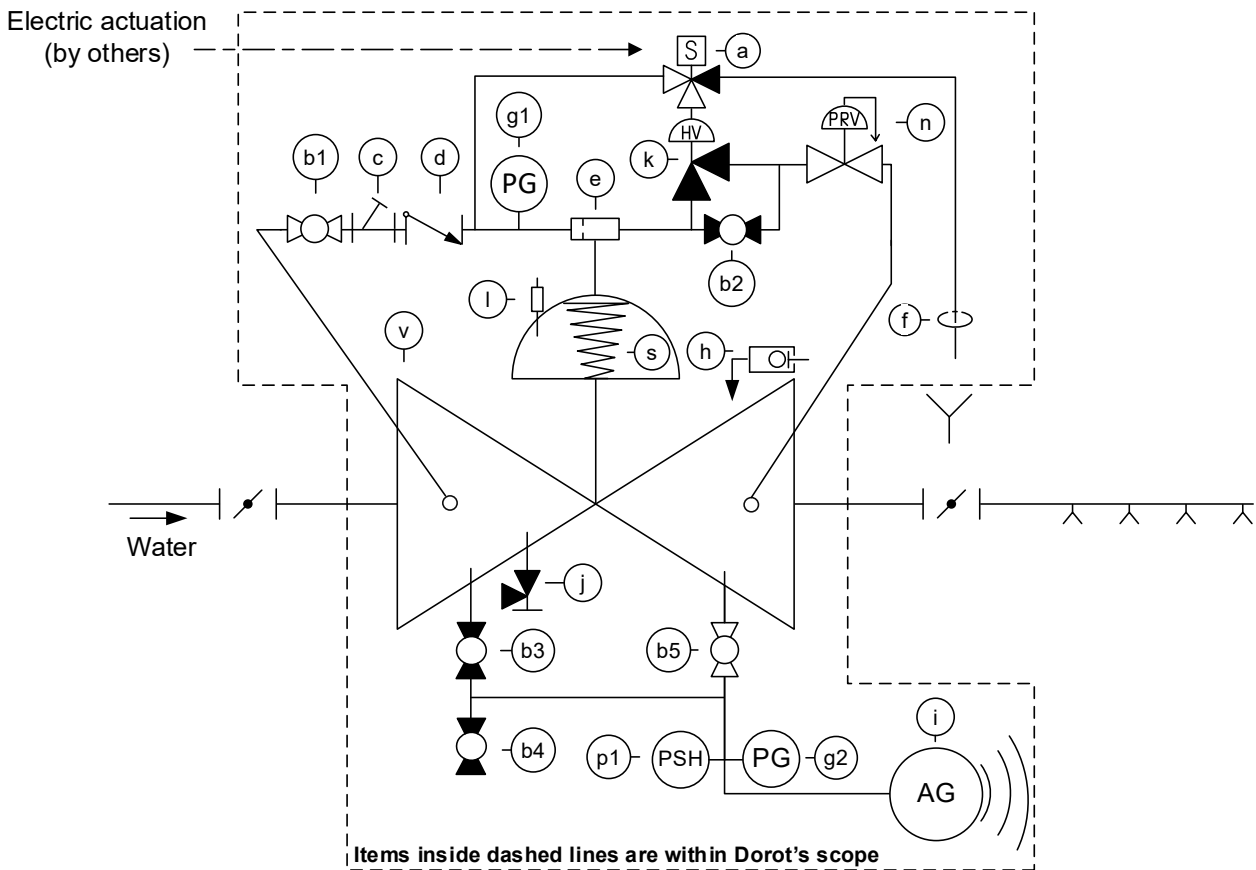 Electric actuation
(by others)
S
a
g1
PRV
n
HV
b1
c
d
k
e
PG
b2
l
f
v
s
h
Water
j
b3
b5
i
b4
p1
PSH
PG
g2
AG
Items inside dashed lines are within Dorot's scope